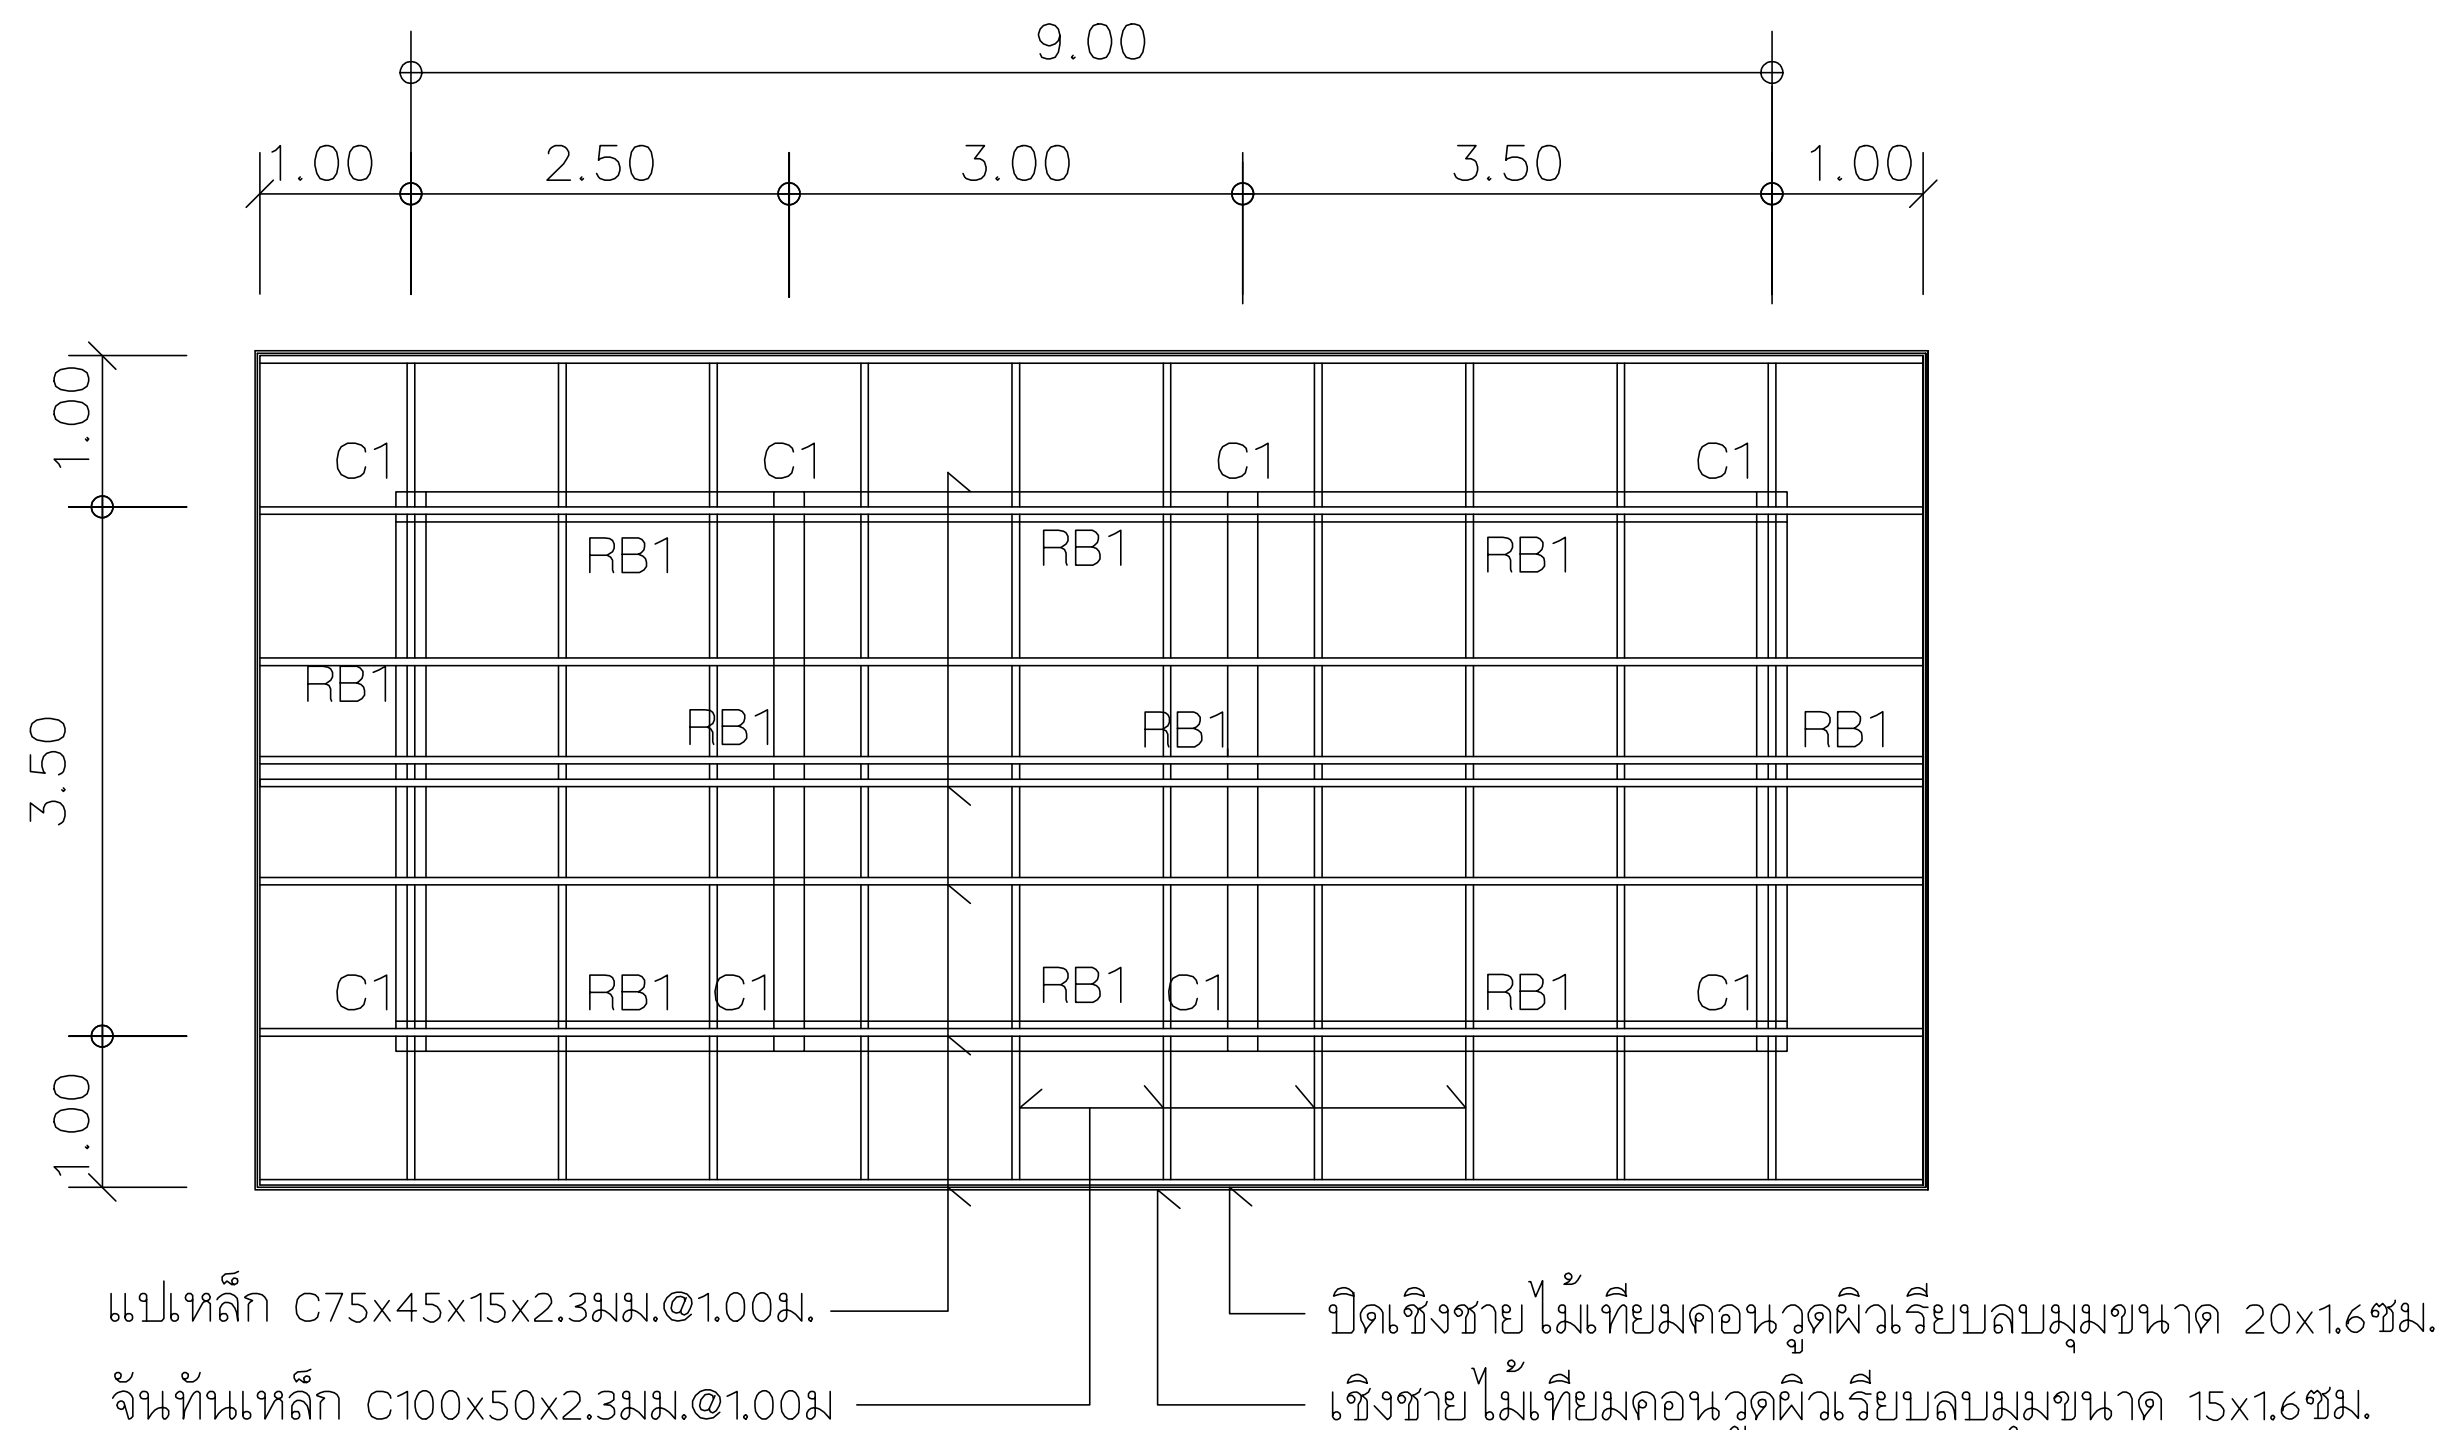 9.00
1.00 2.50 3.00 3.50 1.00
1.00
C1 C1 C1 C1
RB1 RB1 RB1
RB1 RB1 RB1 RB1
3.50
C1 RB1 C1 RB1 C1 RB1 C1
1.00
แปเหล็ก C75x45x15x2.3มม.@1.00ม.
จันทันเหล็ก C100x50x2.3มม.@1.00ม
ปิดเชิงชายไม้เทียมคอนวูดผิวเรียบลบมุมขนาด 20x1.6ซม.
เชิงชายไม้เทียมคอนวูดผิวเรียบลบมุมขนาด 15x1.6ซม.